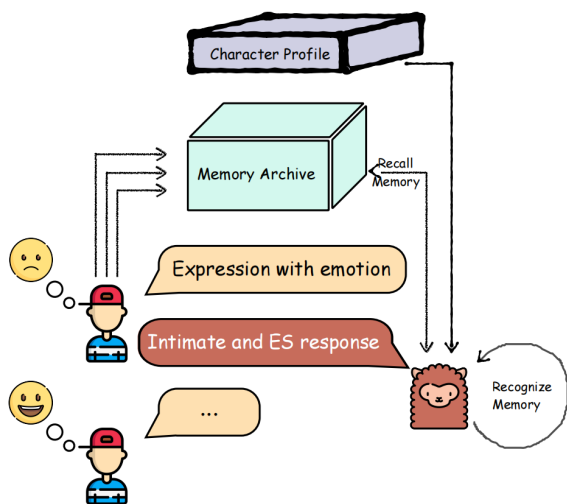 Character Profile
Memory Archive
Recall
Memory
Expression with emotion
Intimate and ES response
Recognize
Memory
...